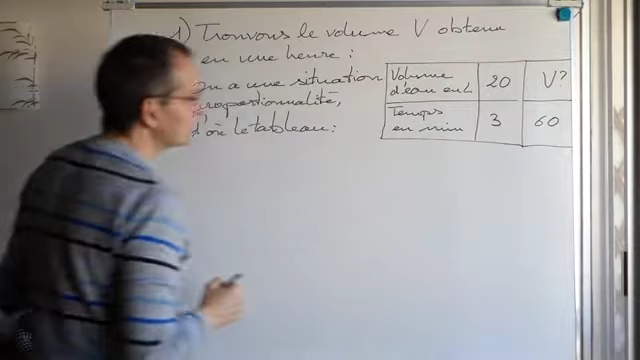 1) Trouvons le volume V obtenu
en une heure :
on a une situation
proportionnalité,
d'où le tableau :
Volume d'eau en L 20 V?
Temps en min 3 60